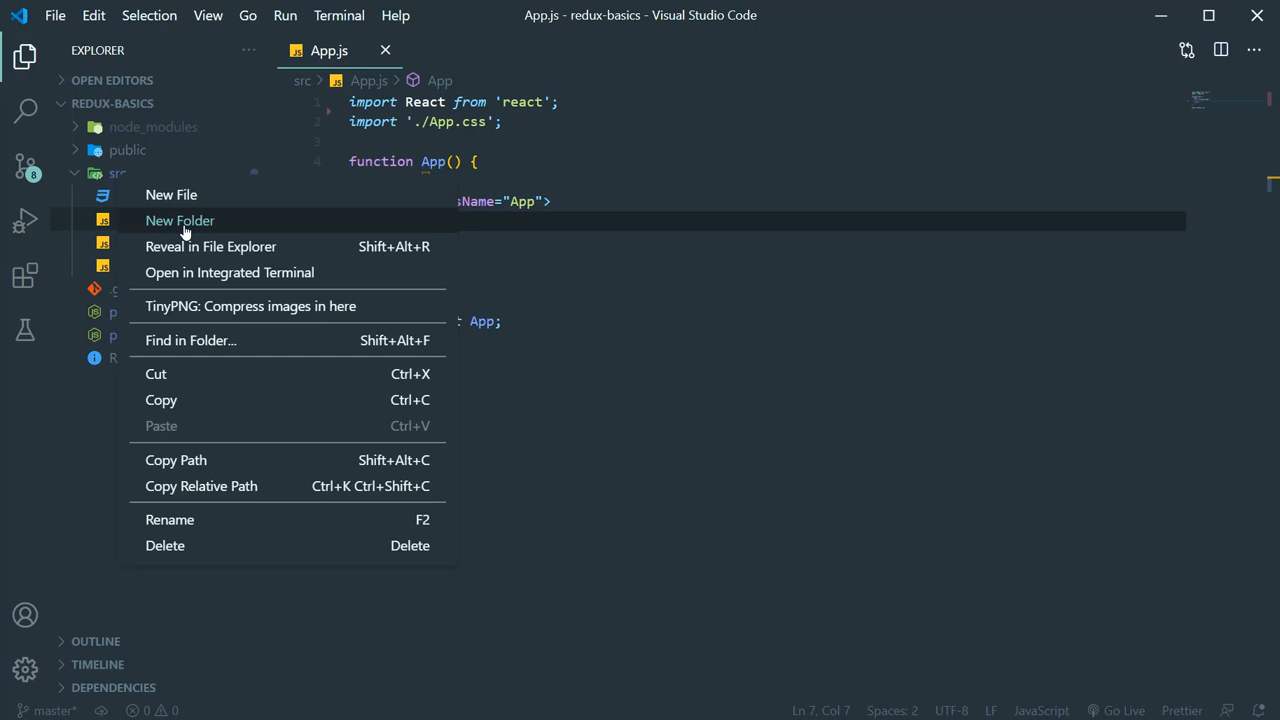 File Edit Selection View Go Run Terminal Help App.js - redux-basics - Visual Studio Code
EXPLORER ··· App.js
OPEN EDITORS
src > App.js > App
REDUX-BASICS
1 import React from 'react';
2 import './App.css';
3
4 function App() {
node_modules
public
src
sName="App">
New File
New Folder
Reveal in File Explorer Shift+Alt+R
Open in Integrated Terminal
TinyPNG: Compress images in here
t App;
Find in Folder... Shift+Alt+F
Cut Ctrl+X
Copy Ctrl+C
Paste Ctrl+V
Copy Path Shift+Alt+C
Copy Relative Path Ctrl+K Ctrl+Shift+C
Rename F2
Delete Delete
.g
p
p
R
8
OUTLINE
TIMELINE
DEPENDENCIES
master* 0 0 Ln 7, Col 7 Spaces: 2 UTF-8 LF JavaScript Go Live Prettier